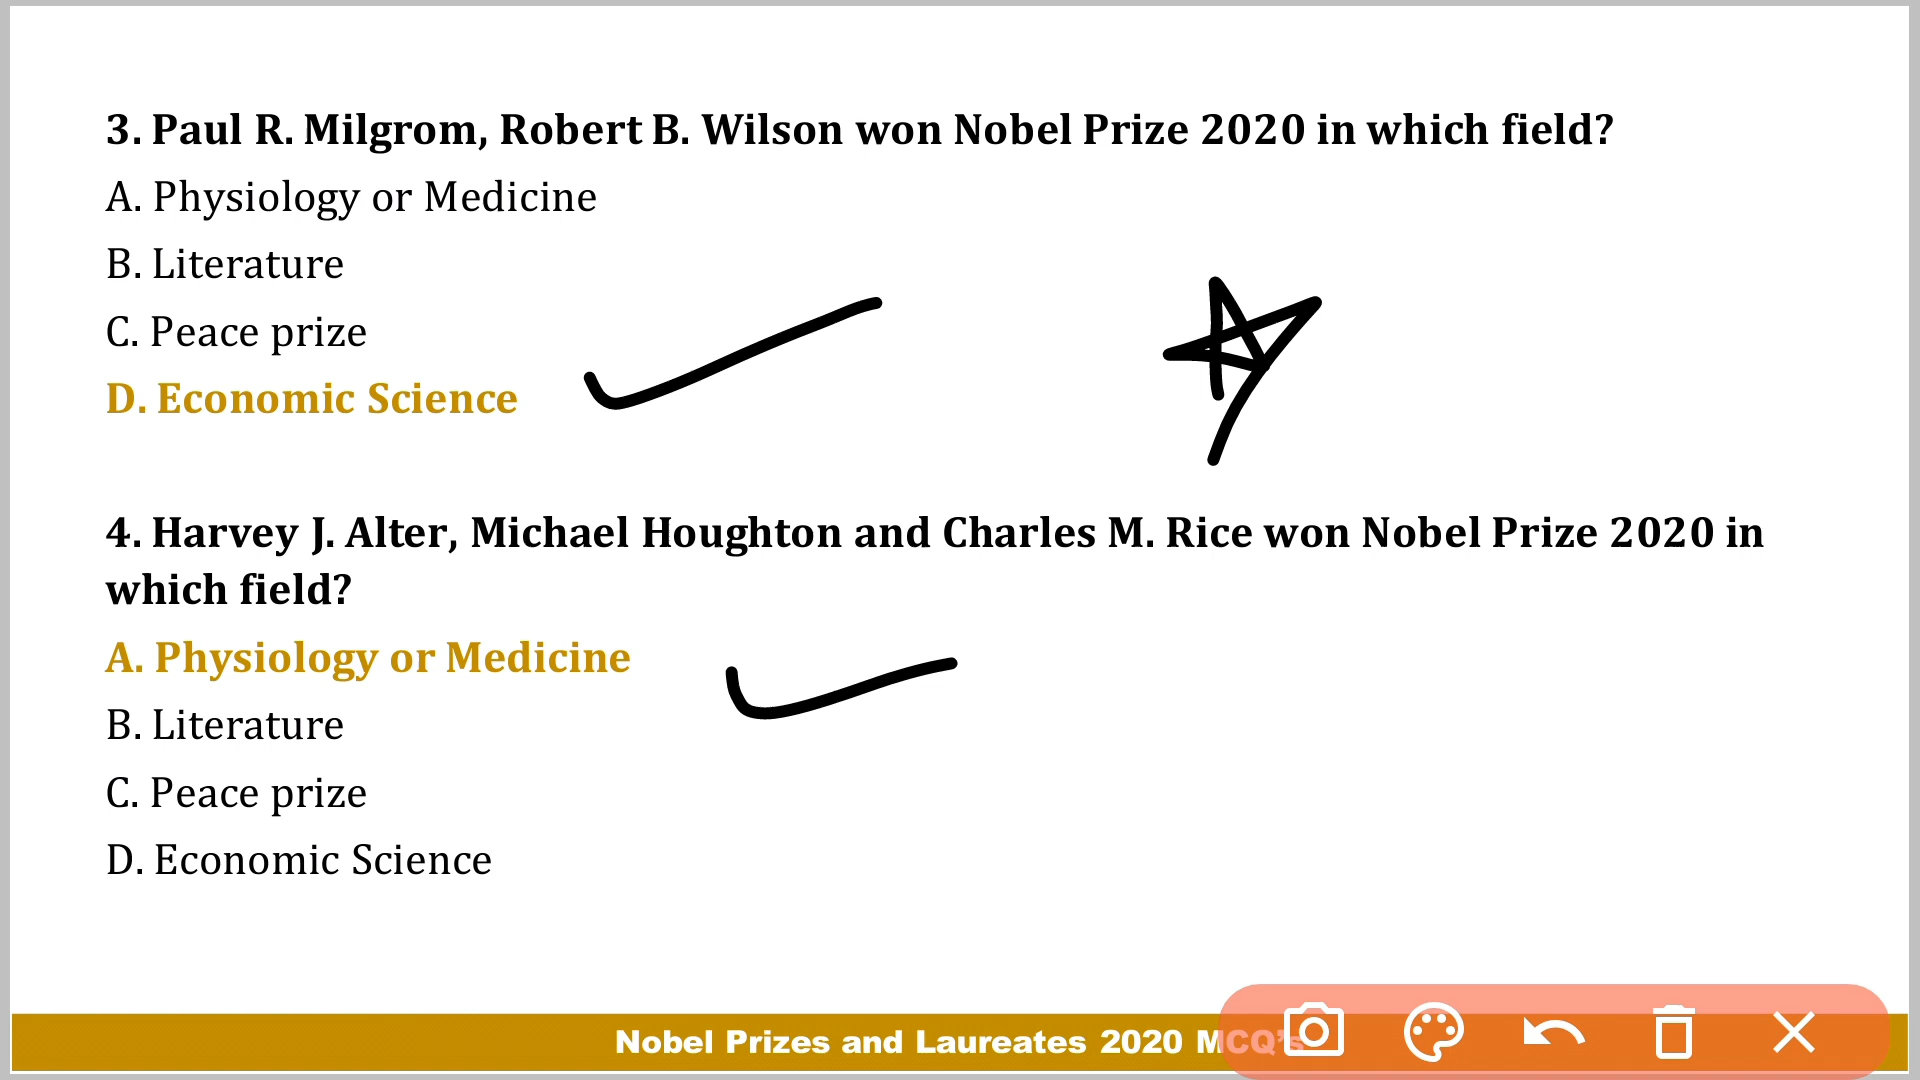 3. Paul R. Milgrom, Robert B. Wilson won Nobel Prize 2020 in which field?
A. Physiology or Medicine
B. Literature
C. Peace prize
D. Economic Science
4. Harvey J. Alter, Michael Houghton and Charles M. Rice won Nobel Prize 2020 in
which field?
A. Physiology or Medicine
B. Literature
C. Peace prize
D. Economic Science
Nobel Prizes and Laureates 2020 MCQ's